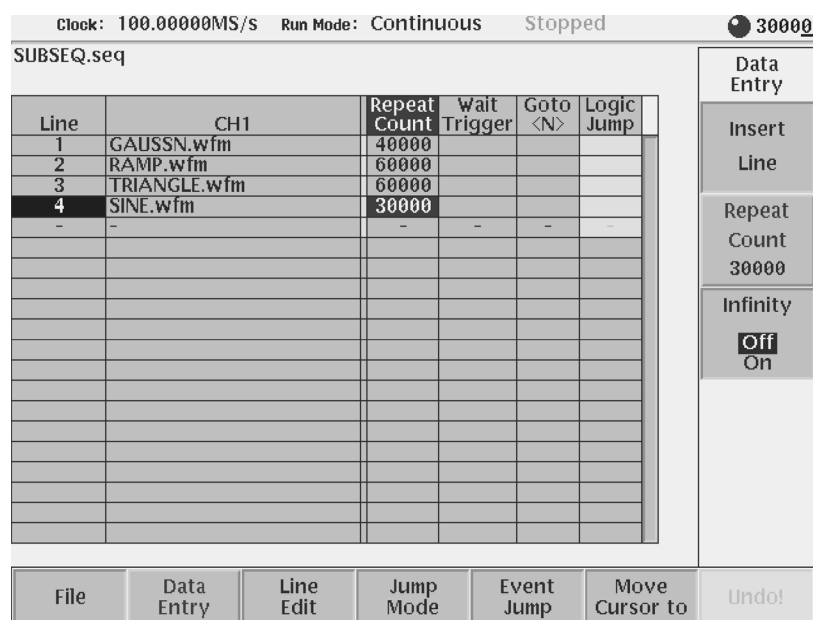 Clock: 100.00000MS/s Run Mode: Continuous Stopped 30000
SUBSEQ.seq
Data
Entry
Line CH1 Repeat Count Wait Trigger Goto <N> Logic Jump
1 GAUSSN.wfm 40000
2 RAMP.wfm 60000
3 TRIANGLE.wfm 60000
4 SINE.wfm 30000
- - - - - -
Insert
Line
Repeat
Count
30000
Infinity
Off
On
File Data Entry Line Edit Jump Mode Event Jump Move Cursor to Undo!